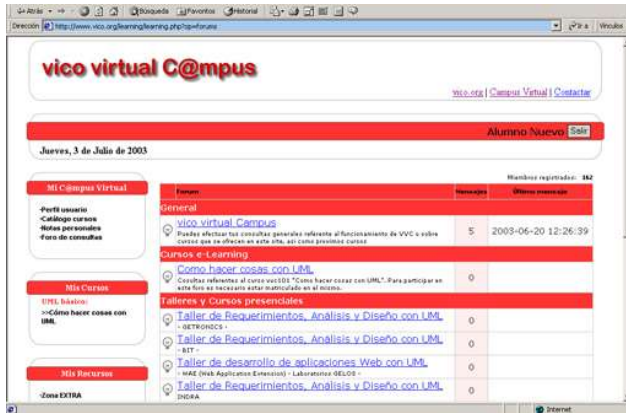 Atrás
Búsqueda Favoritos Historial
Dirección http://www.vico.org/learning/learning.php?op=forums Ir a Vínculos
vico virtual C@mpus
vico.org | Campus Virtual | Contactar
Alumno Nuevo Salir
Jueves, 3 de Julio de 2003
Miembros registrados: 162
Mi C@mpus Virtual
·Perfil usuario
·Catálogo cursos
·Notas personales
·Foro de consultas
Mis Cursos
UML básico:
>>Cómo hacer cosas con
UML
Mis Recursos
·Zona EXTRA
Forum Mensajes Último mensaje
General
vico virtual Campus 5 2003-06-20 12:26:39
Puedes efectuar tus consultas generales referente al funcionamiento de VVC o sobre
cursos que se ofrecen en este site, así como proximos cursos
Cursos e-Learning
Como hacer cosas con UML 0
Consultas referentes al curso "Como hacer cosas con UML". Para participar en
este foro es necesario estar matriculado en el mismo.
Talleres y Cursos presenciales
Taller de Requerimientos, Análisis y Diseño con UML 0
- GETRONICS -
Taller de Requerimientos, Análisis y Diseño con UML 0
- BIT -
Taller de desarrollo de aplicaciones Web con UML 0
- WAE (Web Application Extension) - Laboratorios GELOS -
Taller de Requerimientos, Análisis y Diseño con UML 0
INDRA
Internet